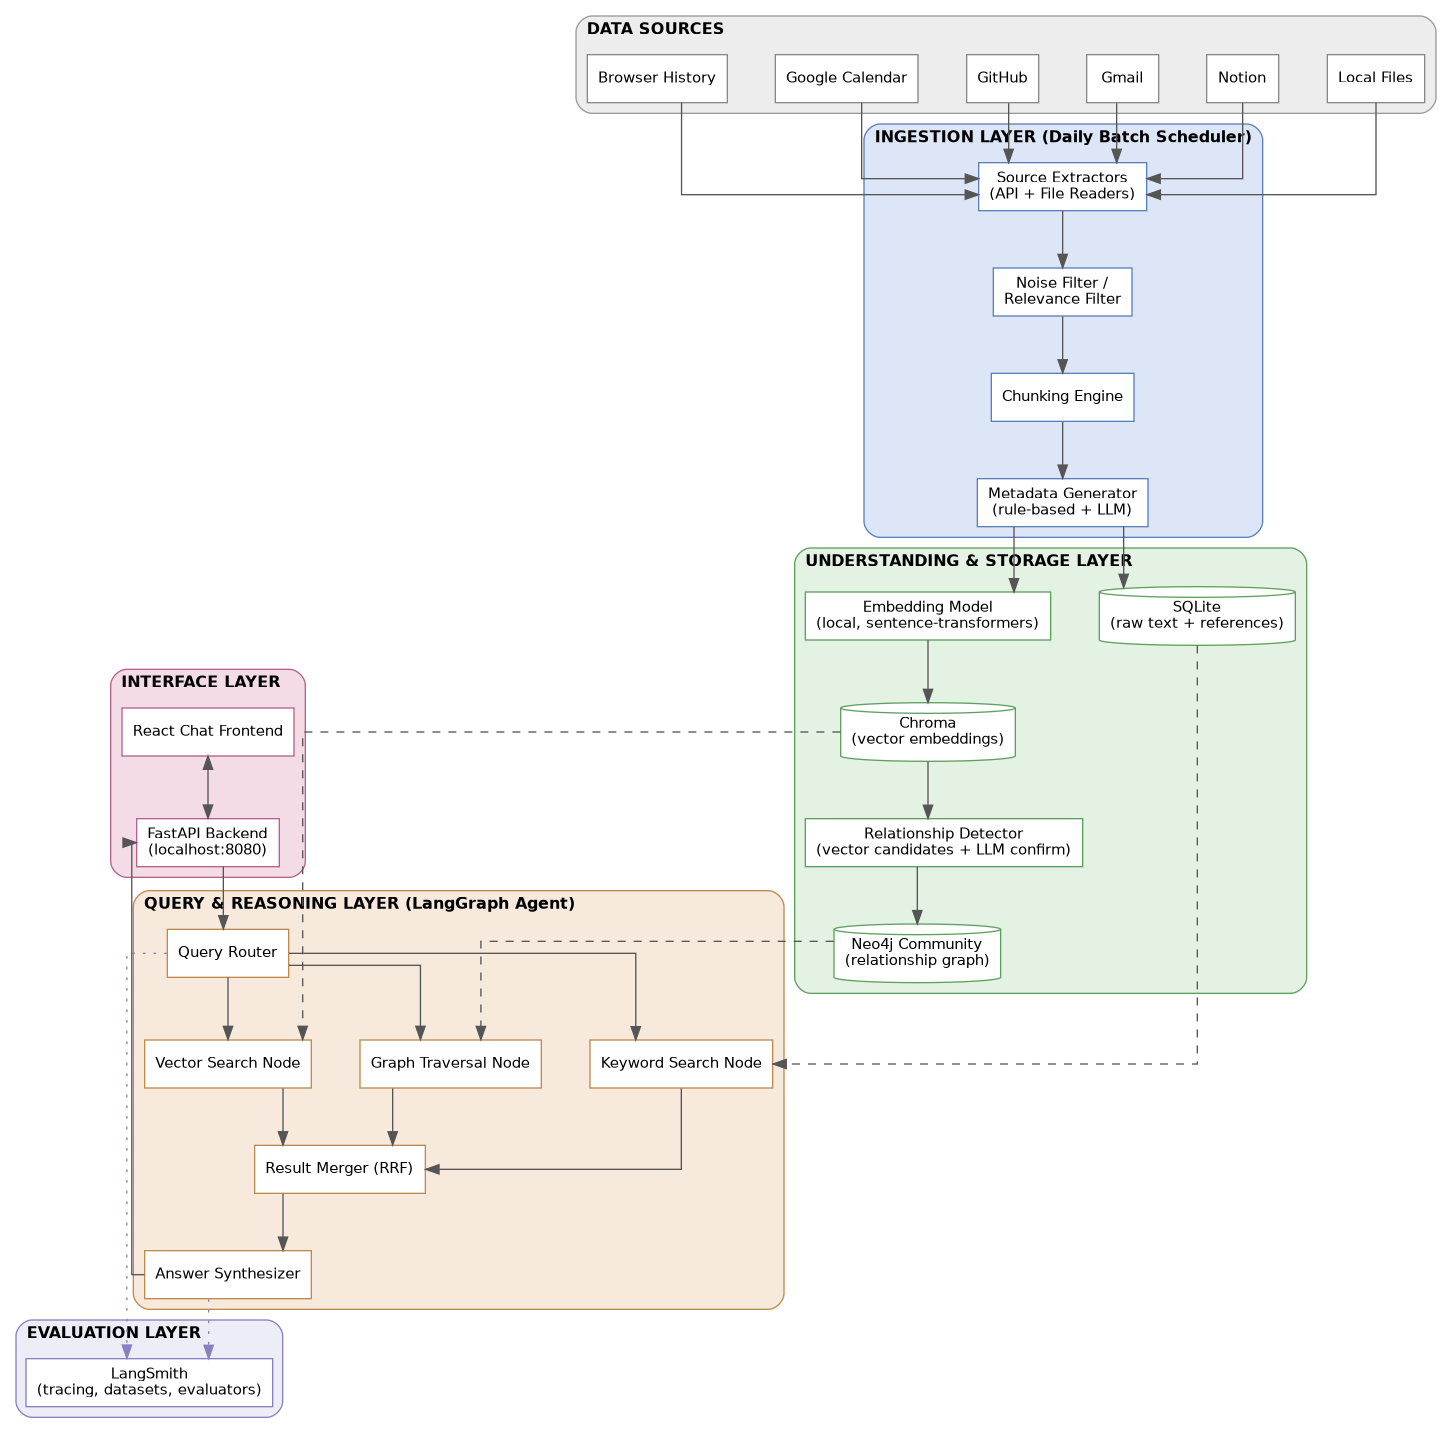 DATA SOURCES
Browser History
Google Calendar
GitHub
Gmail
Notion
Local Files
INGESTION LAYER (Daily Batch Scheduler)
Source Extractors
(API + File Readers)
Noise Filter /
Relevance Filter
Chunking Engine
Metadata Generator
(rule-based + LLM)
UNDERSTANDING & STORAGE LAYER
Embedding Model
(local, sentence-transformers)
SQLite
(raw text + references)
Chroma
(vector embeddings)
Relationship Detector
(vector candidates + LLM confirm)
Neo4j Community
(relationship graph)
INTERFACE LAYER
React Chat Frontend
FastAPI Backend
(localhost:8080)
QUERY & REASONING LAYER (LangGraph Agent)
Query Router
Vector Search Node
Graph Traversal Node
Keyword Search Node
Result Merger (RRF)
Answer Synthesizer
EVALUATION LAYER
LangSmith
(tracing, datasets, evaluators)